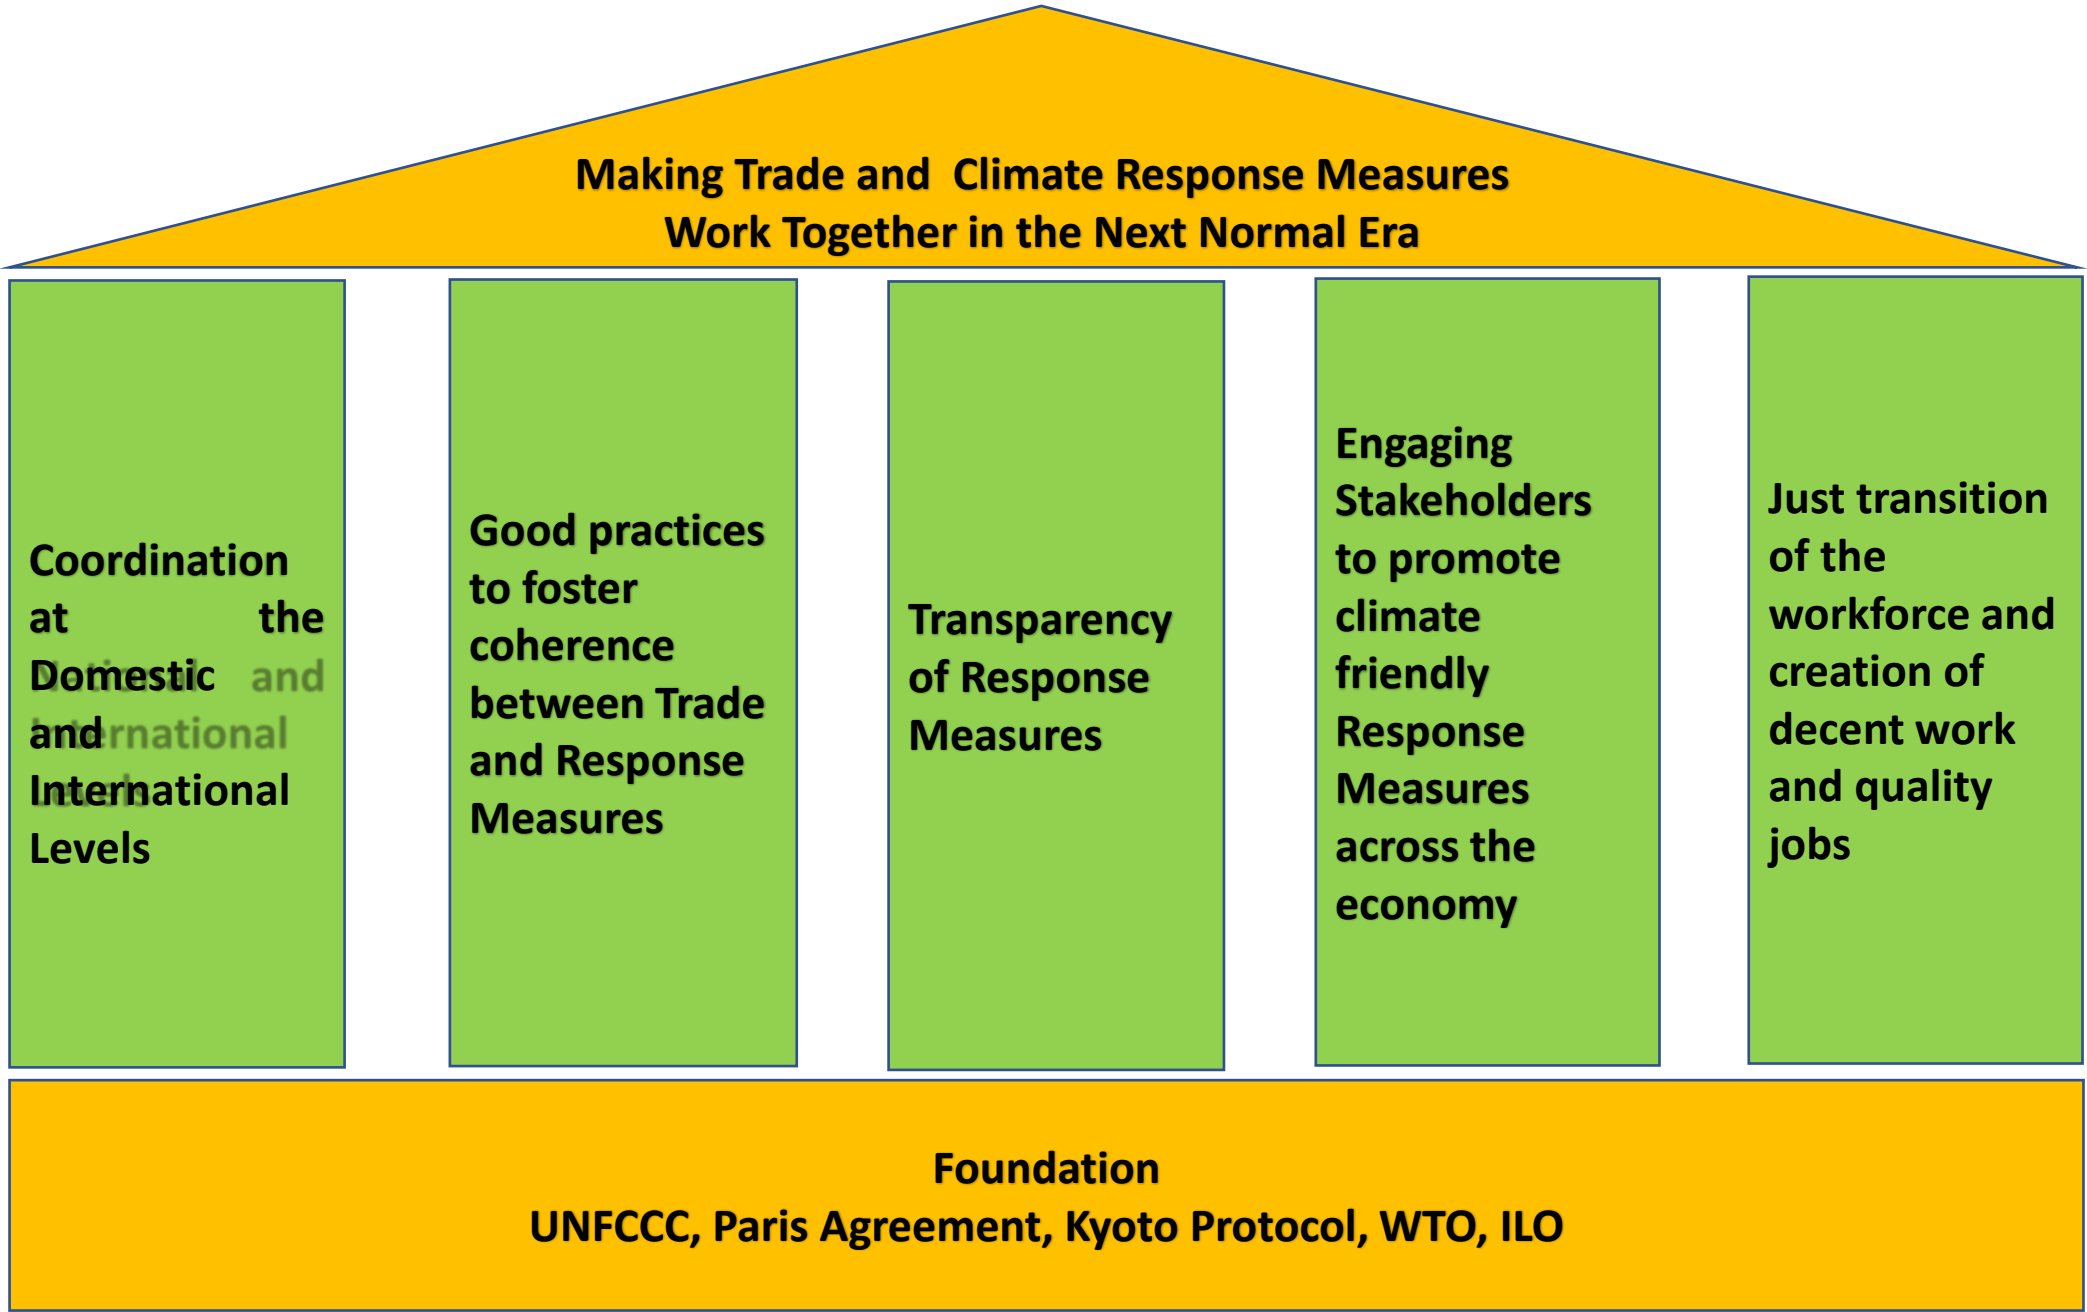 Making Trade and  Climate Response Measures
Work Together in the Next Normal Era
Coordination
at the
Domestic
and
International
Levels
National and
International
Levels
Good practices
to foster
coherence
between Trade
and Response
Measures
Transparency
of Response
Measures
Engaging
Stakeholders
to promote
climate
friendly
Response
Measures
across the
economy
Just transition
of the
workforce and
creation of
decent work
and quality
jobs
Foundation
UNFCCC, Paris Agreement, Kyoto Protocol, WTO, ILO